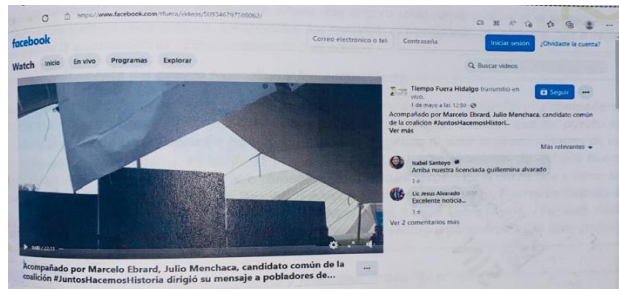 facebook
Correo electrónico o tel
Contraseña
Iniciar sesión
¿Olvidaste la cuenta?
Watch
Inicio
En vivo
Programas
Explorar
Buscar videos
Tiempo Fuera Hidalgo transmitió en
vivo.
1 de mayo a las 12:00
Seguir
Acompañado por Marcelo Ebrard, Julio Menchaca, candidato común
de la coalición #JuntosHacemosHistori...
Ver más
Más relevantes
Isabel Santoyo
Arriba nuestra licenciada guillermina alvarado
Lic Jesus Alvarado
Excelente noticia...
Ver 2 comentarios más
Acompañado por Marcelo Ebrard, Julio Menchaca, candidato común de la
coalición #JuntosHacemosHistoria dirigió su mensaje a pobladores de...